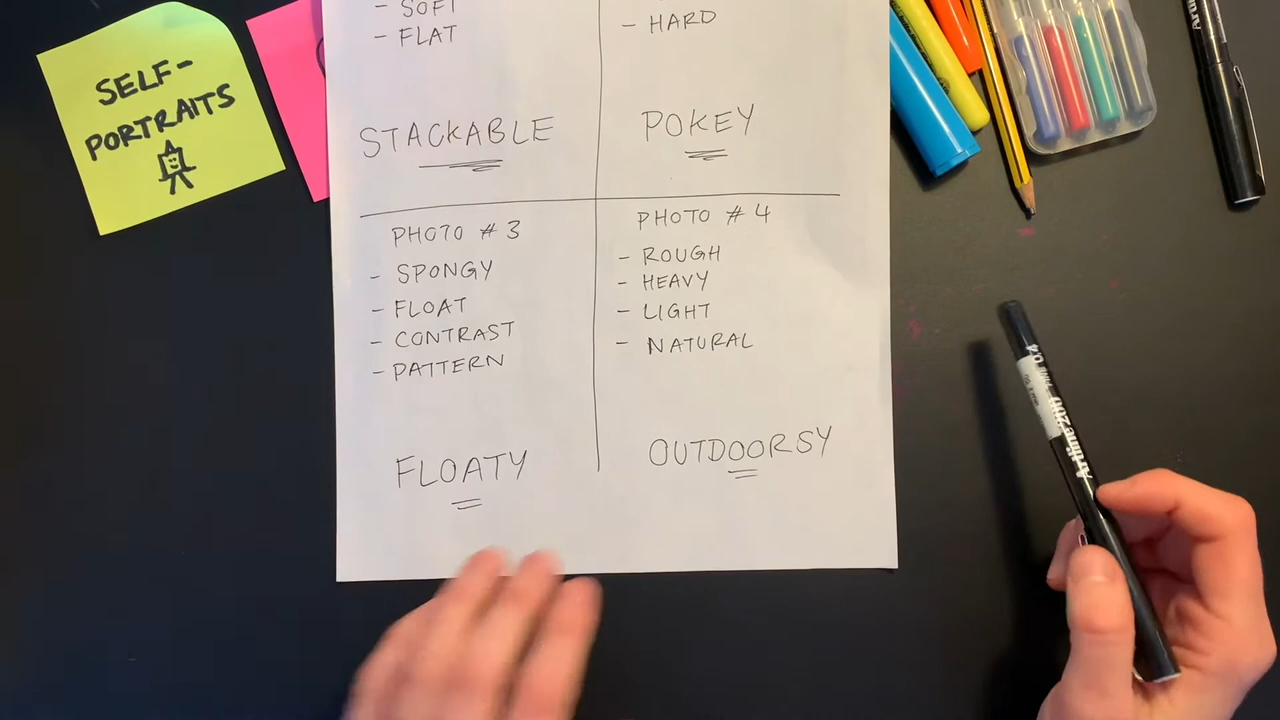 SELF-
PORTRAITS
- SOFT
- FLAT
STACKABLE
- HARD
POKEY
PHOTO # 3
- SPONGY
- FLOAT
- CONTRAST
- PATTERN
FLOATY
PHOTO # 4
- ROUGH
- HEAVY
- LIGHT
- NATURAL
OUTDOORSY
Artline 200